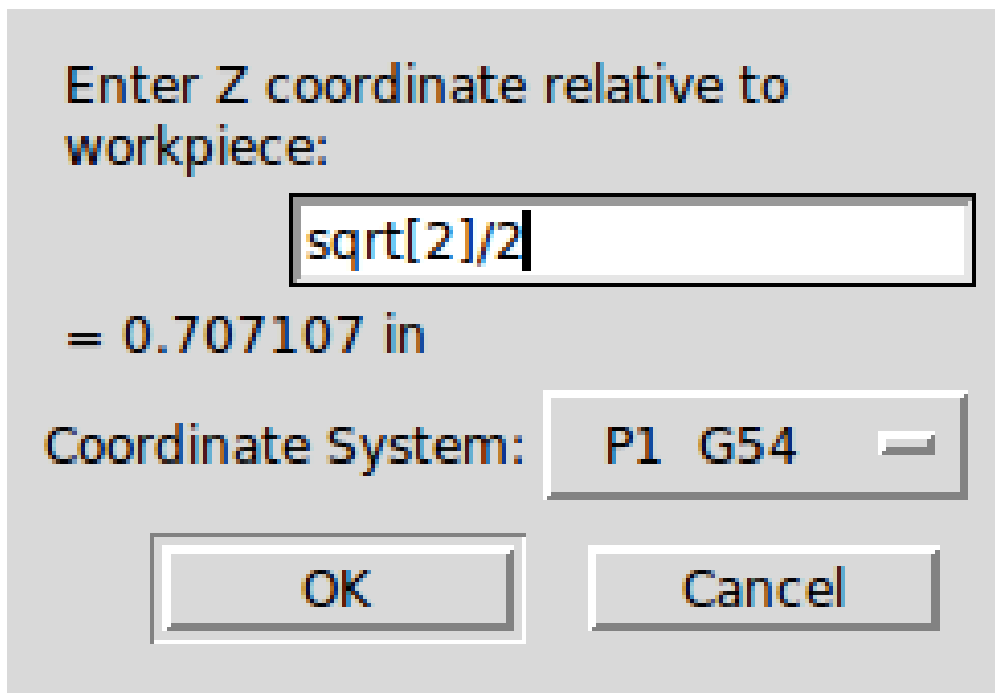 Enter Z coordinate relative to
workpiece:
sqrt[2]/2
= 0.707107 in
Coordinate System: P1 G54
OK Cancel